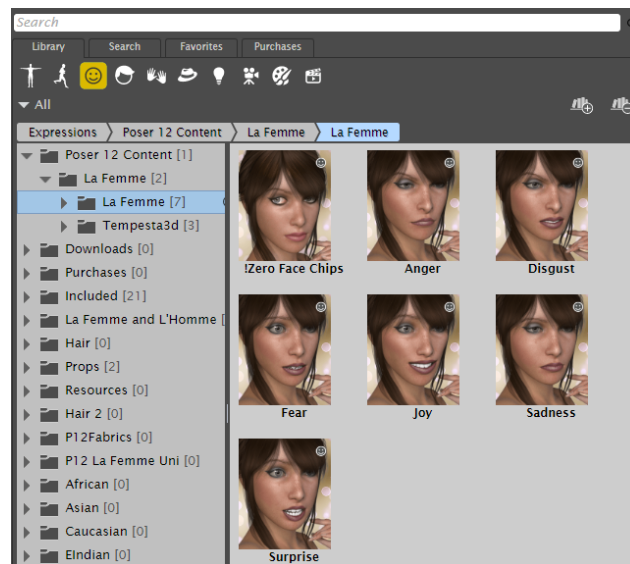 Search
Library Search Favorites Purchases
All
Expressions Poser 12 Content La Femme La Femme
Poser 12 Content [1]
La Femme [2]
La Femme [7]
Tempesta3d [3]
Downloads [0]
Purchases [0]
Included [21]
La Femme and L'Homme [
Hair [0]
Props [2]
Resources [0]
Hair 2 [0]
P12Fabrics [0]
P12 La Femme Uni [0]
African [0]
Asian [0]
Caucasian [0]
EIndian [0]
!Zero Face Chips Anger Disgust
Fear Joy Sadness
Surprise